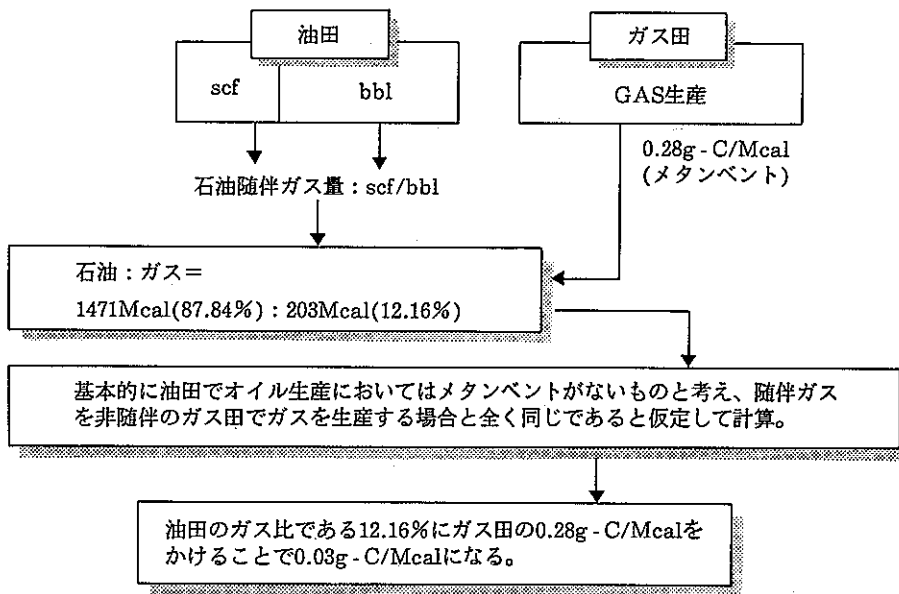 油田
scf
bbl
ガス田
GAS生産
0.28g - C/Mcal
(メタンベント)
石油随伴ガス量：scf/bbl
石油：ガス＝
1471Mcal(87.84%)：203Mcal(12.16%)
基本的に油田でオイル生産においてはメタンベントがないものと考え、随伴ガス
を非随伴のガス田でガスを生産する場合と全く同じであると仮定して計算。
油田のガス比である12.16%にガス田の0.28g - C/Mcalを
かけることで0.03g - C/Mcalになる。